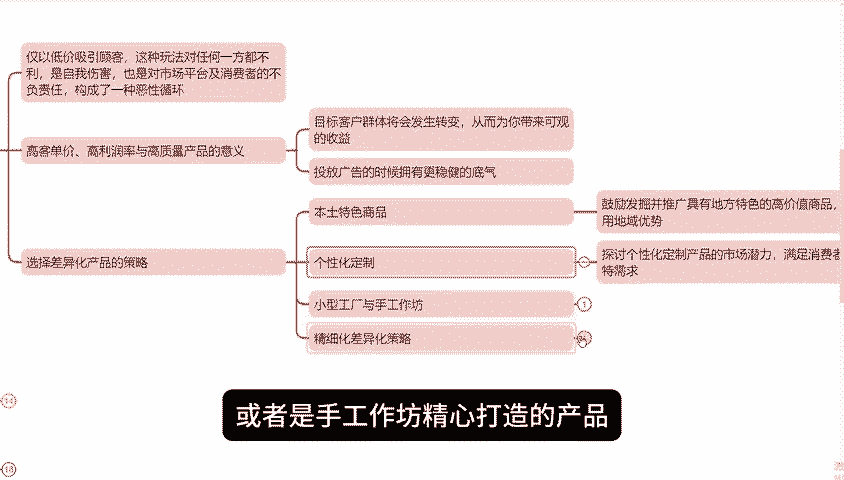 仅以低价吸引顾客，这种玩法对任何一方都不
利，是自我伤害，也是对市场平台及消费者的不
负责任，构成了一种恶性循环
高客单价、高利润率与高质量产品的意义
目标客户群体将会发生转变，从而为你带来可观
的收益
投放广告的时候拥有更稳健的底气
选择差异化产品的策略
本土特色商品
鼓励发掘并推广具有地方特色的高价值商品，
用地域优势
个性化定制
探讨个性化定制产品的市场潜力，满足消费者
特需求
小型工厂与手工作坊
1
精细化差异化策略
14
18
或者是手工作坊精心打造的产品